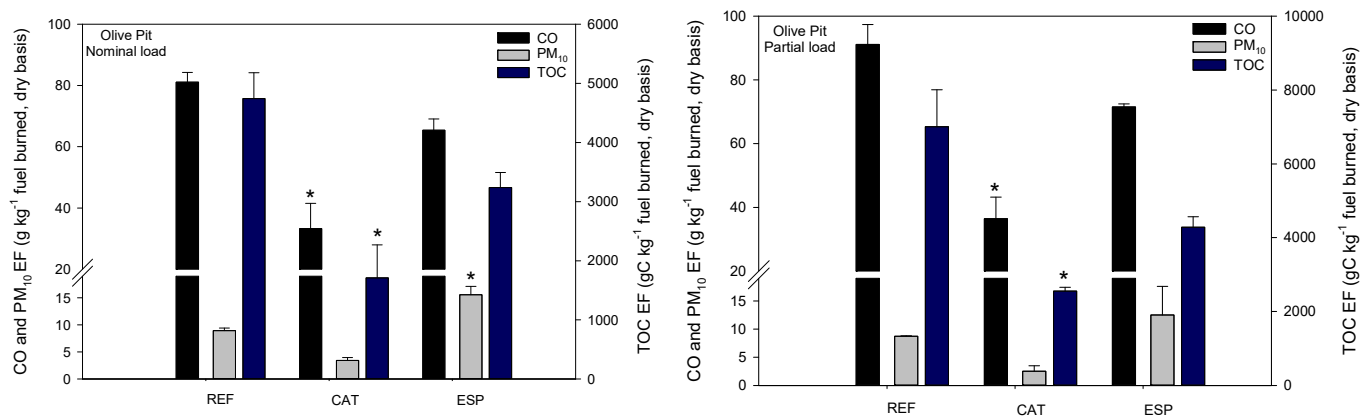 CO and PM10 EF (g kg-1 fuel burned, dry basis)
100
80
60
40
20
15
10
5
0
Olive Pit
Nominal load
CO
PM10
TOC
*
*
*
REF
CAT
ESP
6000
5000
4000
3000
2000
1000
0
TOC EF (gC kg-1 fuel burned, dry basis)
CO and PM10 EF (g kg-1 fuel burned, dry basis)
100
80
60
40
20
15
10
5
0
Olive Pit
Partial load
CO
PM10
TOC
*
*
REF
CAT
ESP
10000
8000
6000
4000
2000
0
TOC EF (gC kg-1 fuel burned, dry basis)